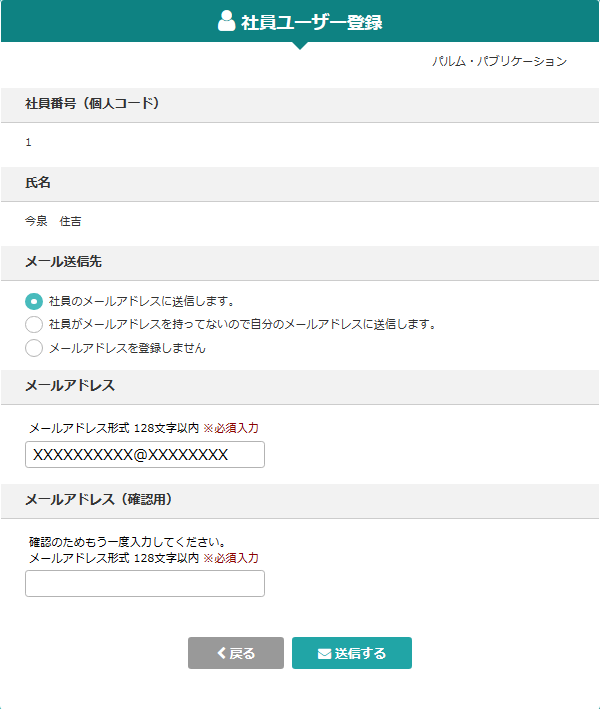 社員ユーザー登録
パルム・パブリケーション
社員番号（個人コード）
1
氏名
今泉　住吉
メール送信先
社員のメールアドレスに送信します。
社員がメールアドレスを持ってないので自分のメールアドレスに送信します。
メールアドレスを登録しません
メールアドレス
メールアドレス形式 128文字以内 ※必須入力
XXXXXXXXXX@XXXXXXXX
メールアドレス（確認用）
確認のためもう一度入力してください。
メールアドレス形式 128文字以内 ※必須入力
戻る
送信する